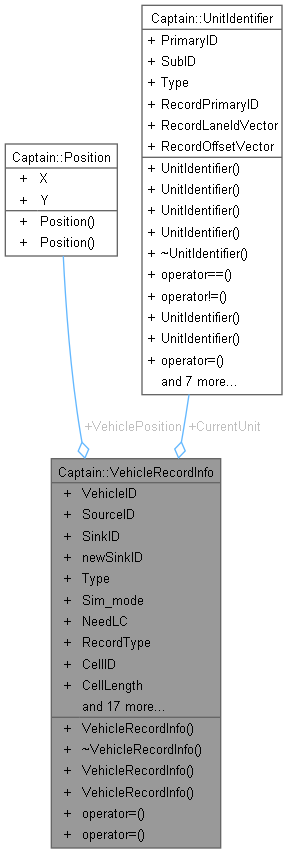 Captain::UnitIdentifier
+ PrimaryID
+ SubID
+ Type
+ RecordPrimaryID
+ RecordLaneIdVector
+ RecordOffsetVector
+ UnitIdentifier()
+ UnitIdentifier()
+ UnitIdentifier()
+ UnitIdentifier()
+ ~UnitIdentifier()
+ operator==()
+ operator!=()
+ UnitIdentifier()
+ UnitIdentifier()
+ operator=()
and 7 more...
Captain::Position
+ X
+ Y
+ Position()
+ Position()
+VehiclePosition
+CurrentUnit
Captain::VehicleRecordInfo
+ VehicleID
+ SourceID
+ SinkID
+ newSinkID
+ Type
+ Sim_mode
+ NeedLC
+ RecordType
+ CellID
+ CellLength
and 17 more...
+ VehicleRecordInfo()
+ ~VehicleRecordInfo()
+ VehicleRecordInfo()
+ VehicleRecordInfo()
+ operator=()
+ operator=()